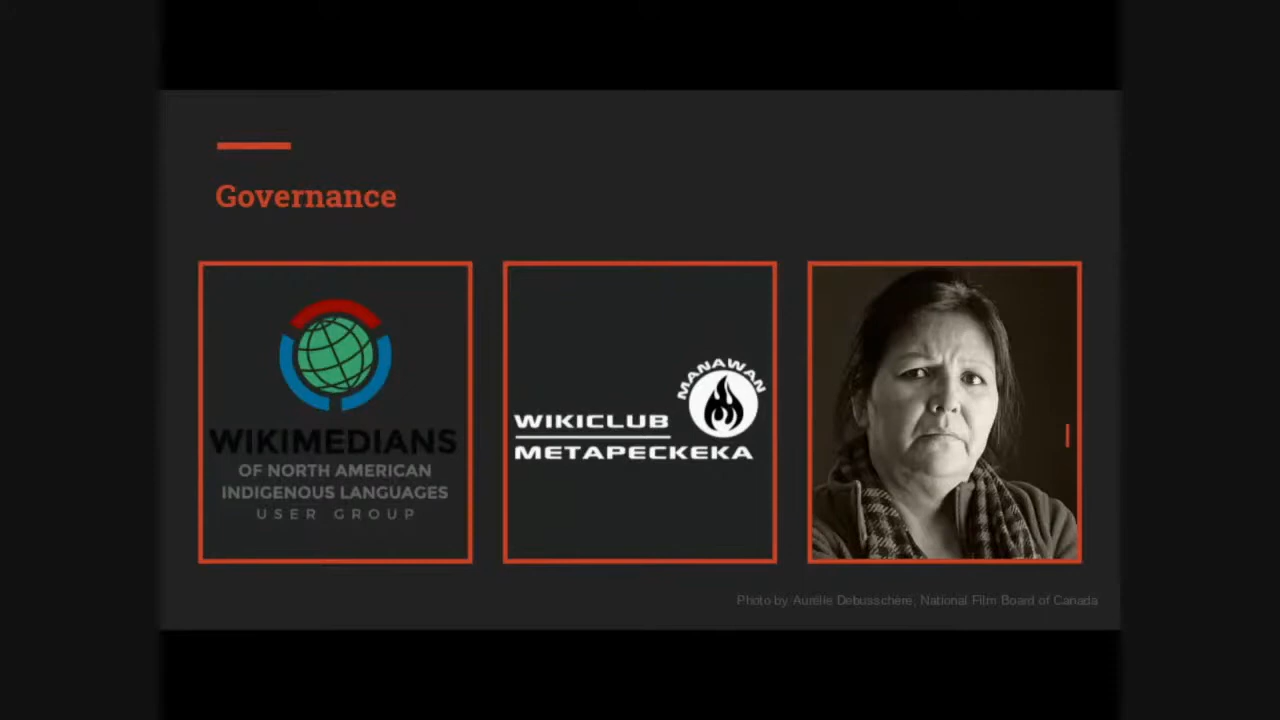 Governance
WIKIMEDIANS
OF NORTH AMERICAN
INDIGENOUS LANGUAGES
USER GROUP
MANAWAN
WIKICLUB
METAPECKEKA
Photo by Aurélie Debusschère, National Film Board of Canada